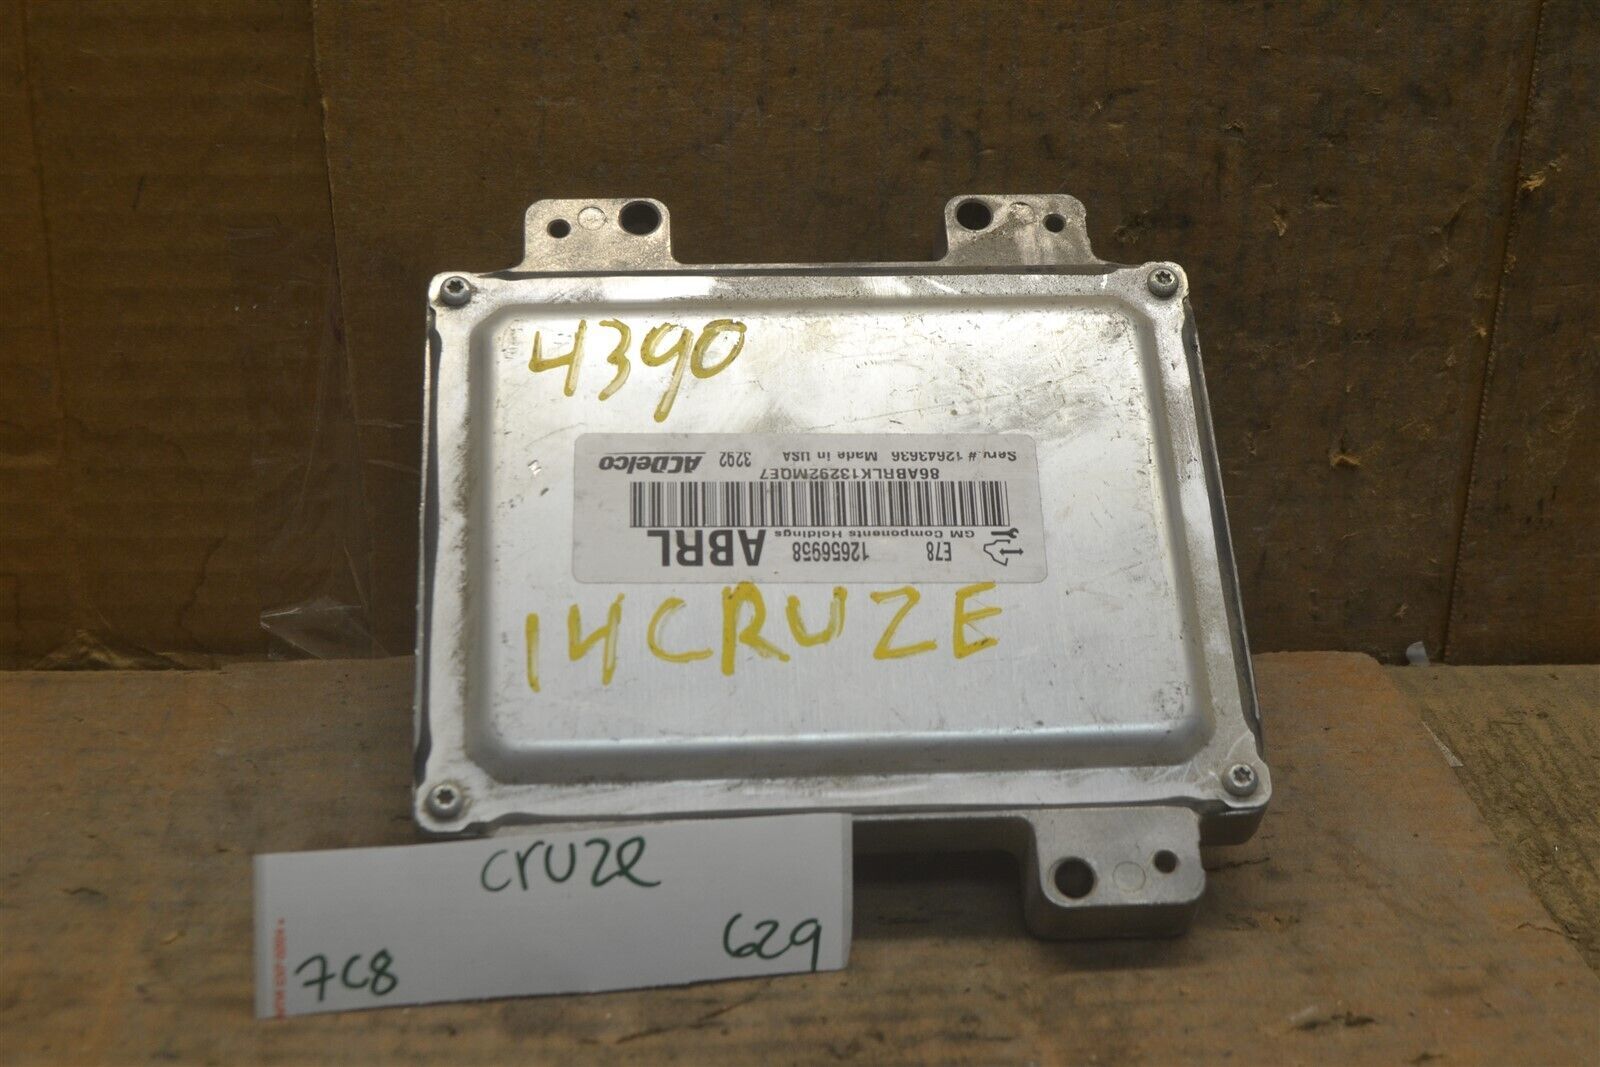 4390
E78 12656958 ABRL
GM Components Holdings
86ABRLK13292MQE7
Serv.# 12643636 Made in USA 3292 ACDelco
14CRUZE
cruze
7C8 629